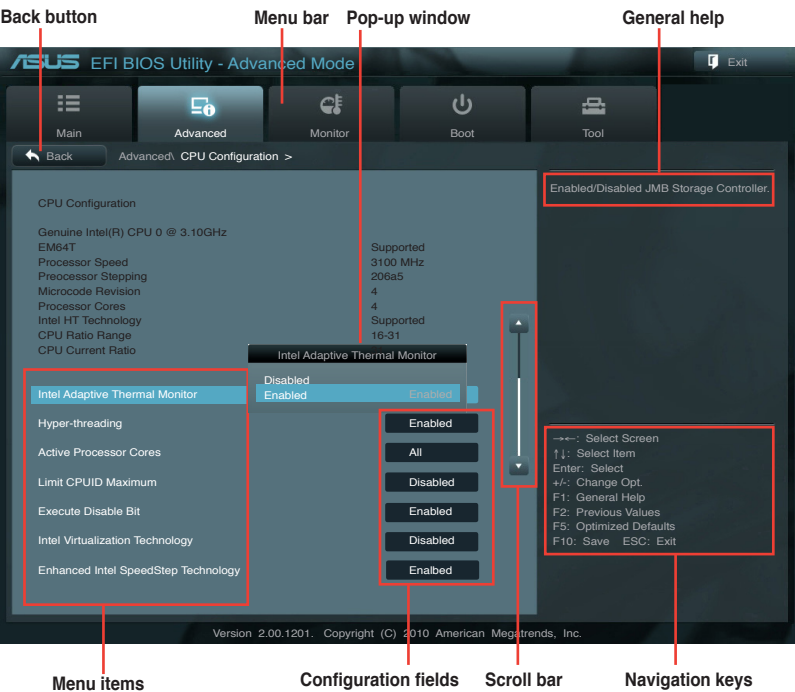 Back button
Menu bar
Pop-up window
General help
ASUS EFI BIOS Utility - Advanced Mode
Exit
Main
Advanced
Monitor
Boot
Tool
Back
Advanced\ CPU Configuration >
Enabled/Disabled JMB Storage Controller.
CPU Configuration
Genuine Intel(R) CPU 0 @ 3.10GHz
EM64T Supported
Processor Speed 3100 MHz
Preocessor Stepping 206a5
Microcode Revision 4
Processor Cores 4
Intel HT Technology Supported
CPU Ratio Range 16-31
CPU Current Ratio
Intel Adaptive Thermal Monitor
Disabled
Enabled
Intel Adaptive Thermal Monitor Enabled
Hyper-threading Enabled
Active Processor Cores All
Limit CPUID Maximum Disabled
Execute Disable Bit Enabled
Intel Virtualization Technology Disabled
Enhanced Intel SpeedStep Technology Enalbed
→←: Select Screen
↑↓: Select Item
Enter: Select
+/-: Change Opt.
F1: General Help
F2: Previous Values
F5: Optimized Defaults
F10: Save ESC: Exit
Version 2.00.1201. Copyright (C) 2010 American Megatrends, Inc.
Menu items
Configuration fields
Scroll bar
Navigation keys